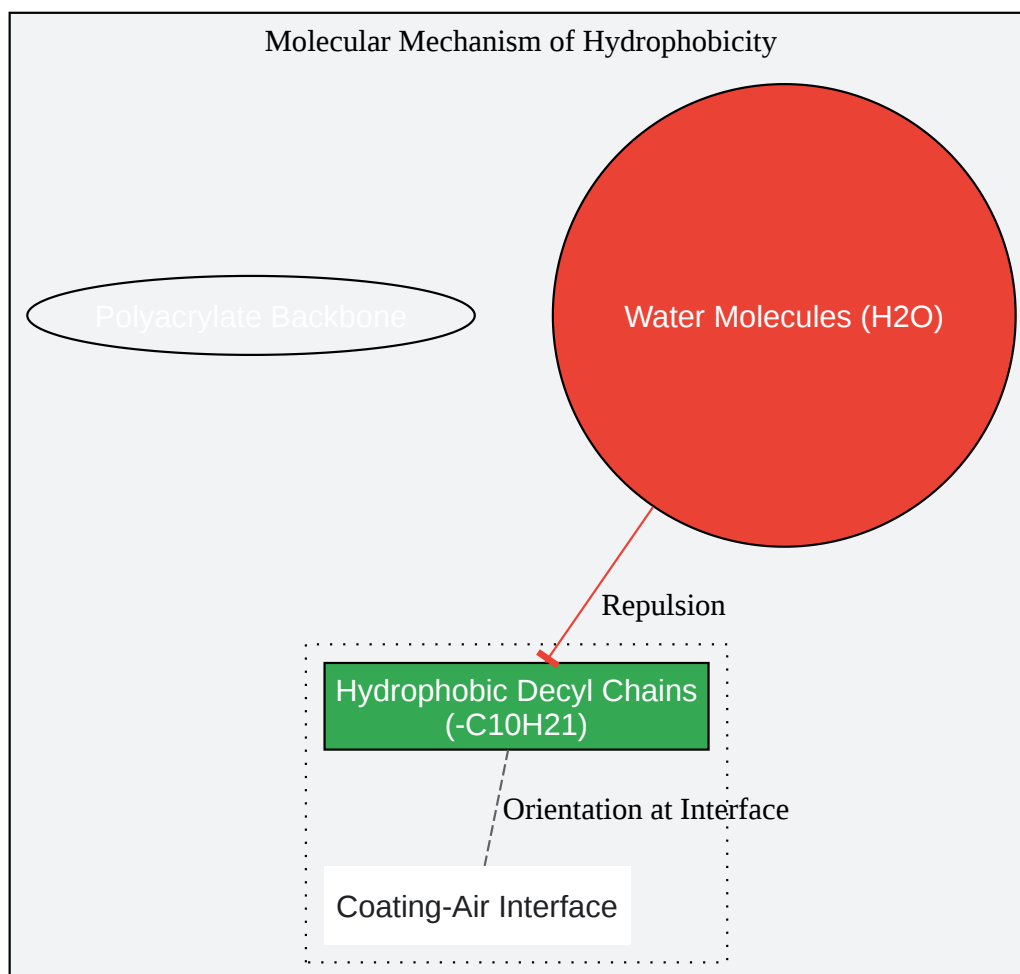 Molecular Mechanism of Hydrophobicity
Polyacrylate Backbone
Water Molecules (H2O)
Repulsion
Hydrophobic Decyl Chains
(-C10H21)
Orientation at Interface
Coating-Air Interface